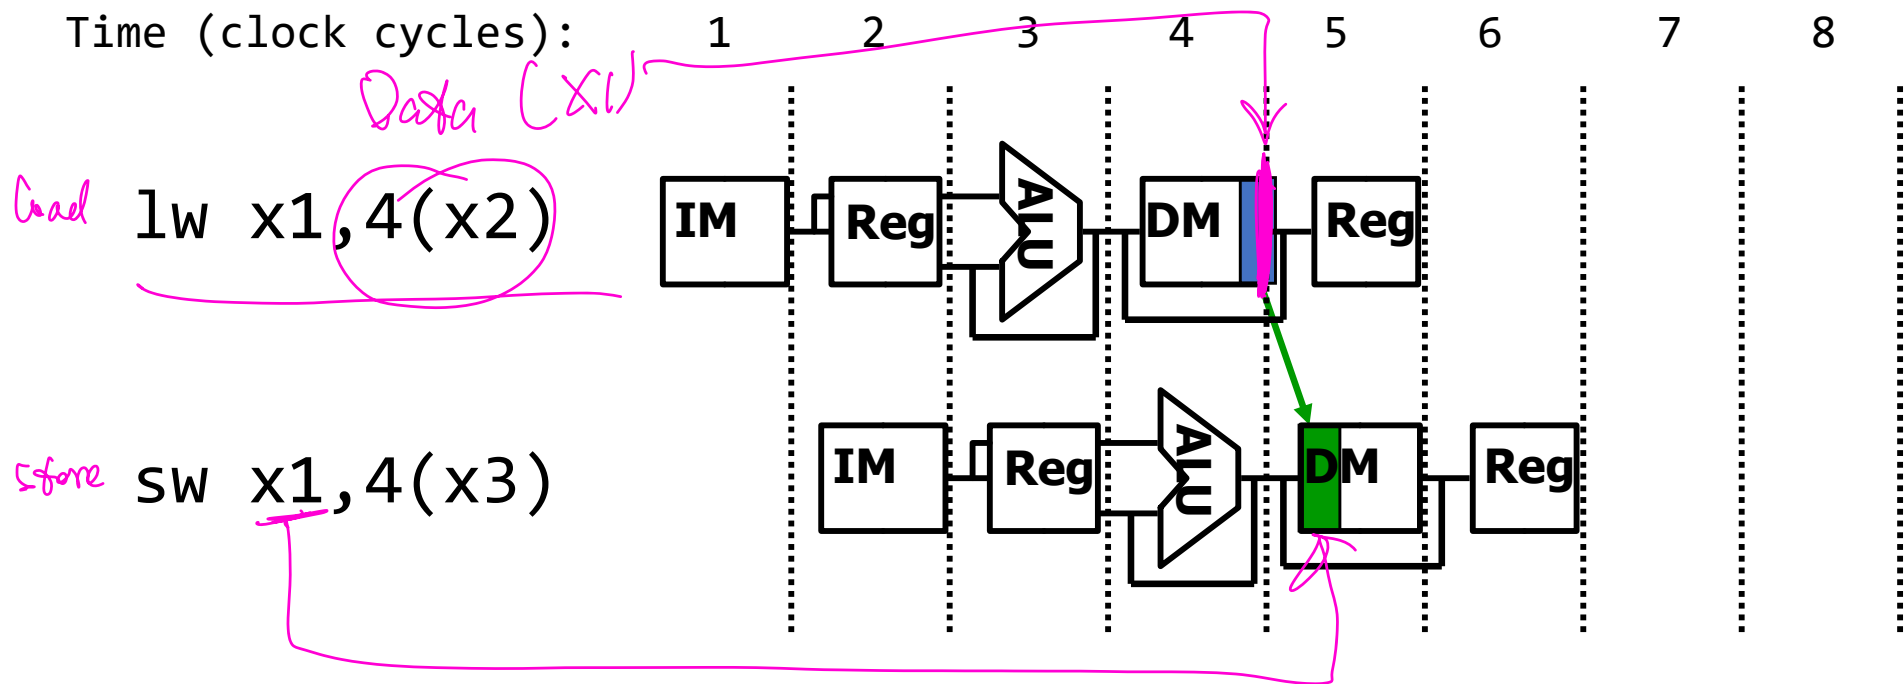 Time (clock cycles): 1 2 3 4 5 6 7 8
Data (x1)
load lw x1,4(x2) IM Reg ALU DM Reg
store sw x1,4(x3) IM Reg ALU DM Reg